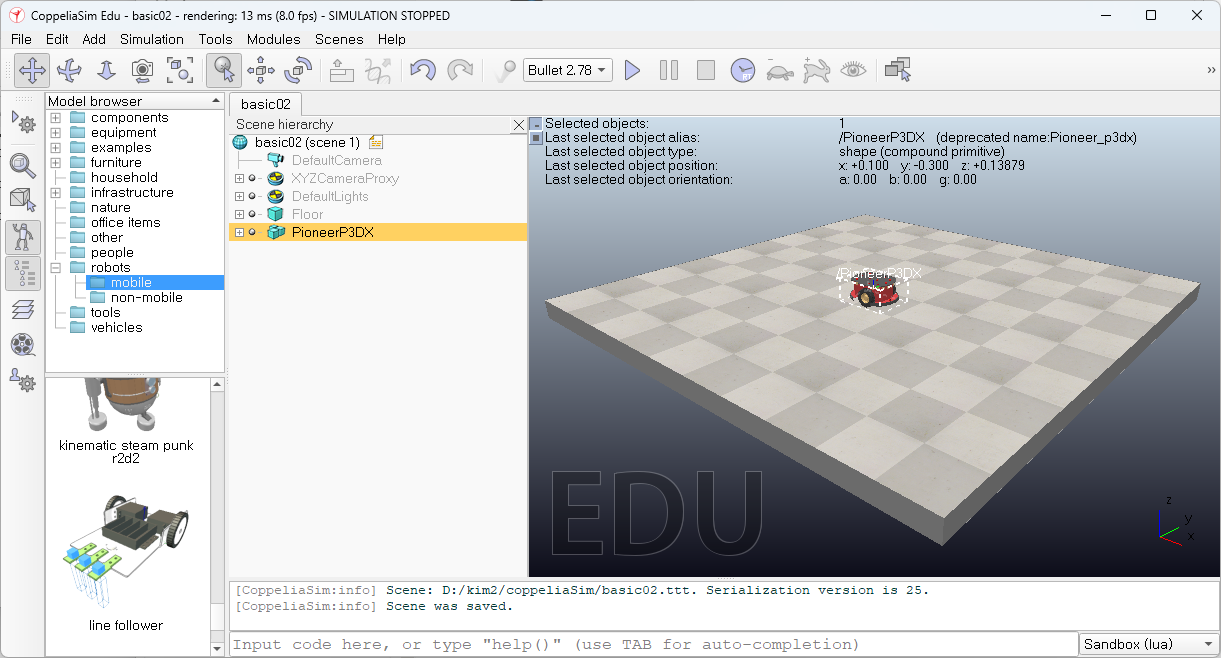 CoppeliaSim Edu - basic02 - rendering: 13 ms (8.0 fps) - SIMULATION STOPPED
File Edit Add Simulation Tools Modules Scenes Help
Bullet 2.78
RT
»
Model browser
components
equipment
examples
furniture
household
infrastructure
nature
office items
other
people
robots
mobile
non-mobile
tools
vehicles
kinematic steam punk
r2d2
line follower
basic02
Scene hierarchy
basic02 (scene 1)
DefaultCamera
XYZCameraProxy
DefaultLights
Floor
PioneerP3DX
Selected objects: 1
Last selected object alias: /PioneerP3DX (deprecated name:Pioneer_p3dx)
Last selected object type: shape (compound primitive)
Last selected object position: x: +0.100 y: -0.300 z: +0.13879
Last selected object orientation: a: 0.00 b: 0.00 g: 0.00
/PioneerP3DX
EDU
z
y
x
[CoppeliaSim:info] Scene: D:/kim2/coppeliaSim/basic02.ttt. Serialization version is 25.
[CoppeliaSim:info] Scene was saved.
Input code here, or type "help()" (use TAB for auto-completion)
Sandbox (lua)